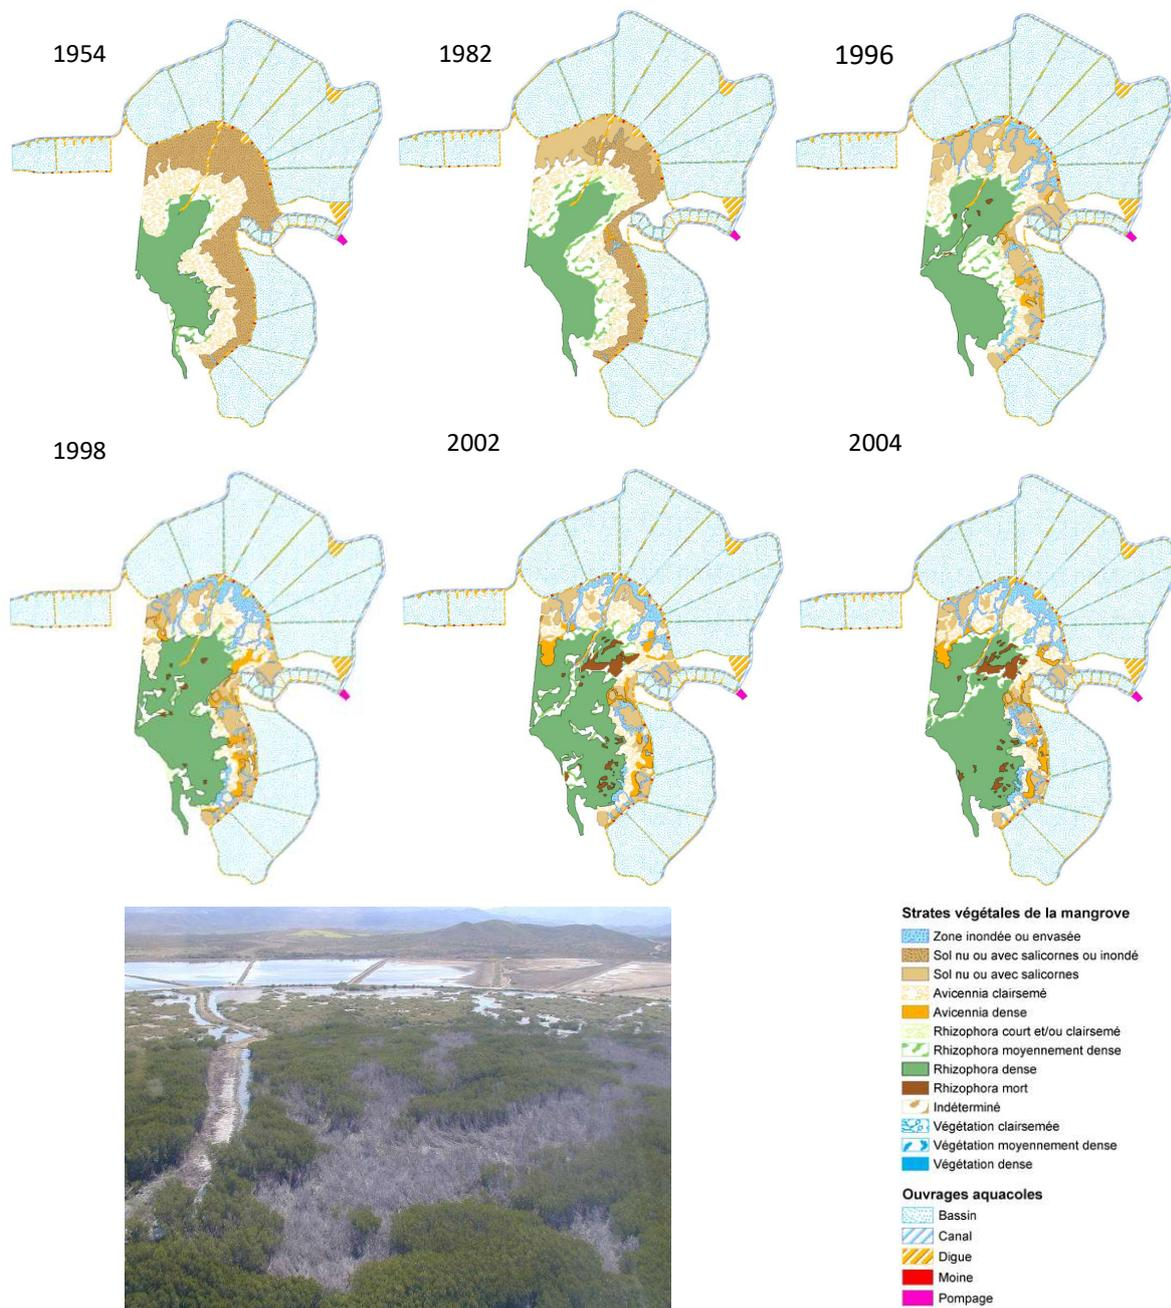 1954
1982
1996
1998
2002
2004
Strates végétales de la mangrove
Zone inondée ou envasée
Sol nu ou avec salicornes ou inondé
Sol nu ou avec salicornes
Avicennia clairsemé
Avicennia dense
Rhizophora court et/ou clairsemé
Rhizophora moyennement dense
Rhizophora dense
Rhizophora mort
Indéterminé
Végétation clairsemée
Végétation moyennement dense
Végétation dense
Ouvrages aquacoles
Bassin
Canal
Digue
Moine
Pompage